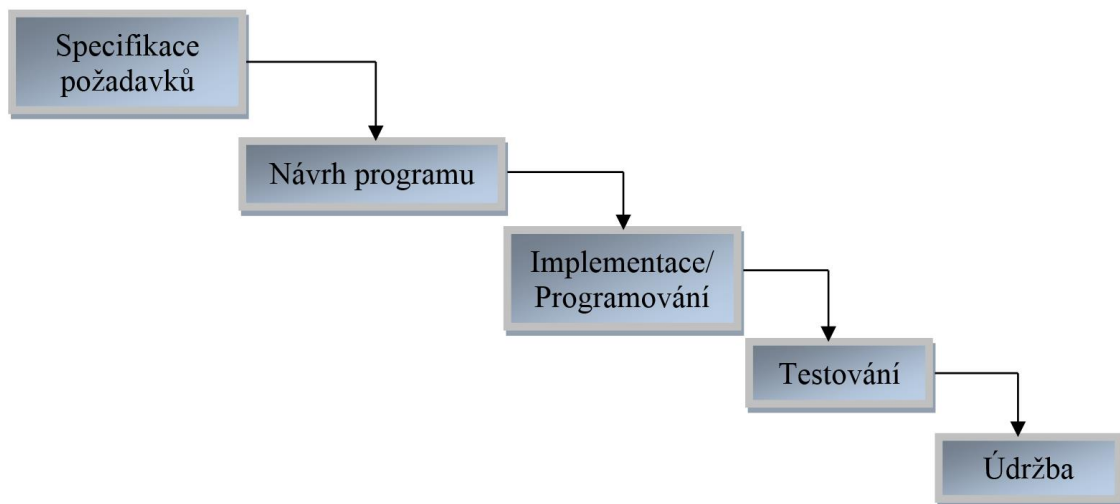 Specifikace
požadavků
Návrh programu
Implementace/
Programování
Testování
Údržba